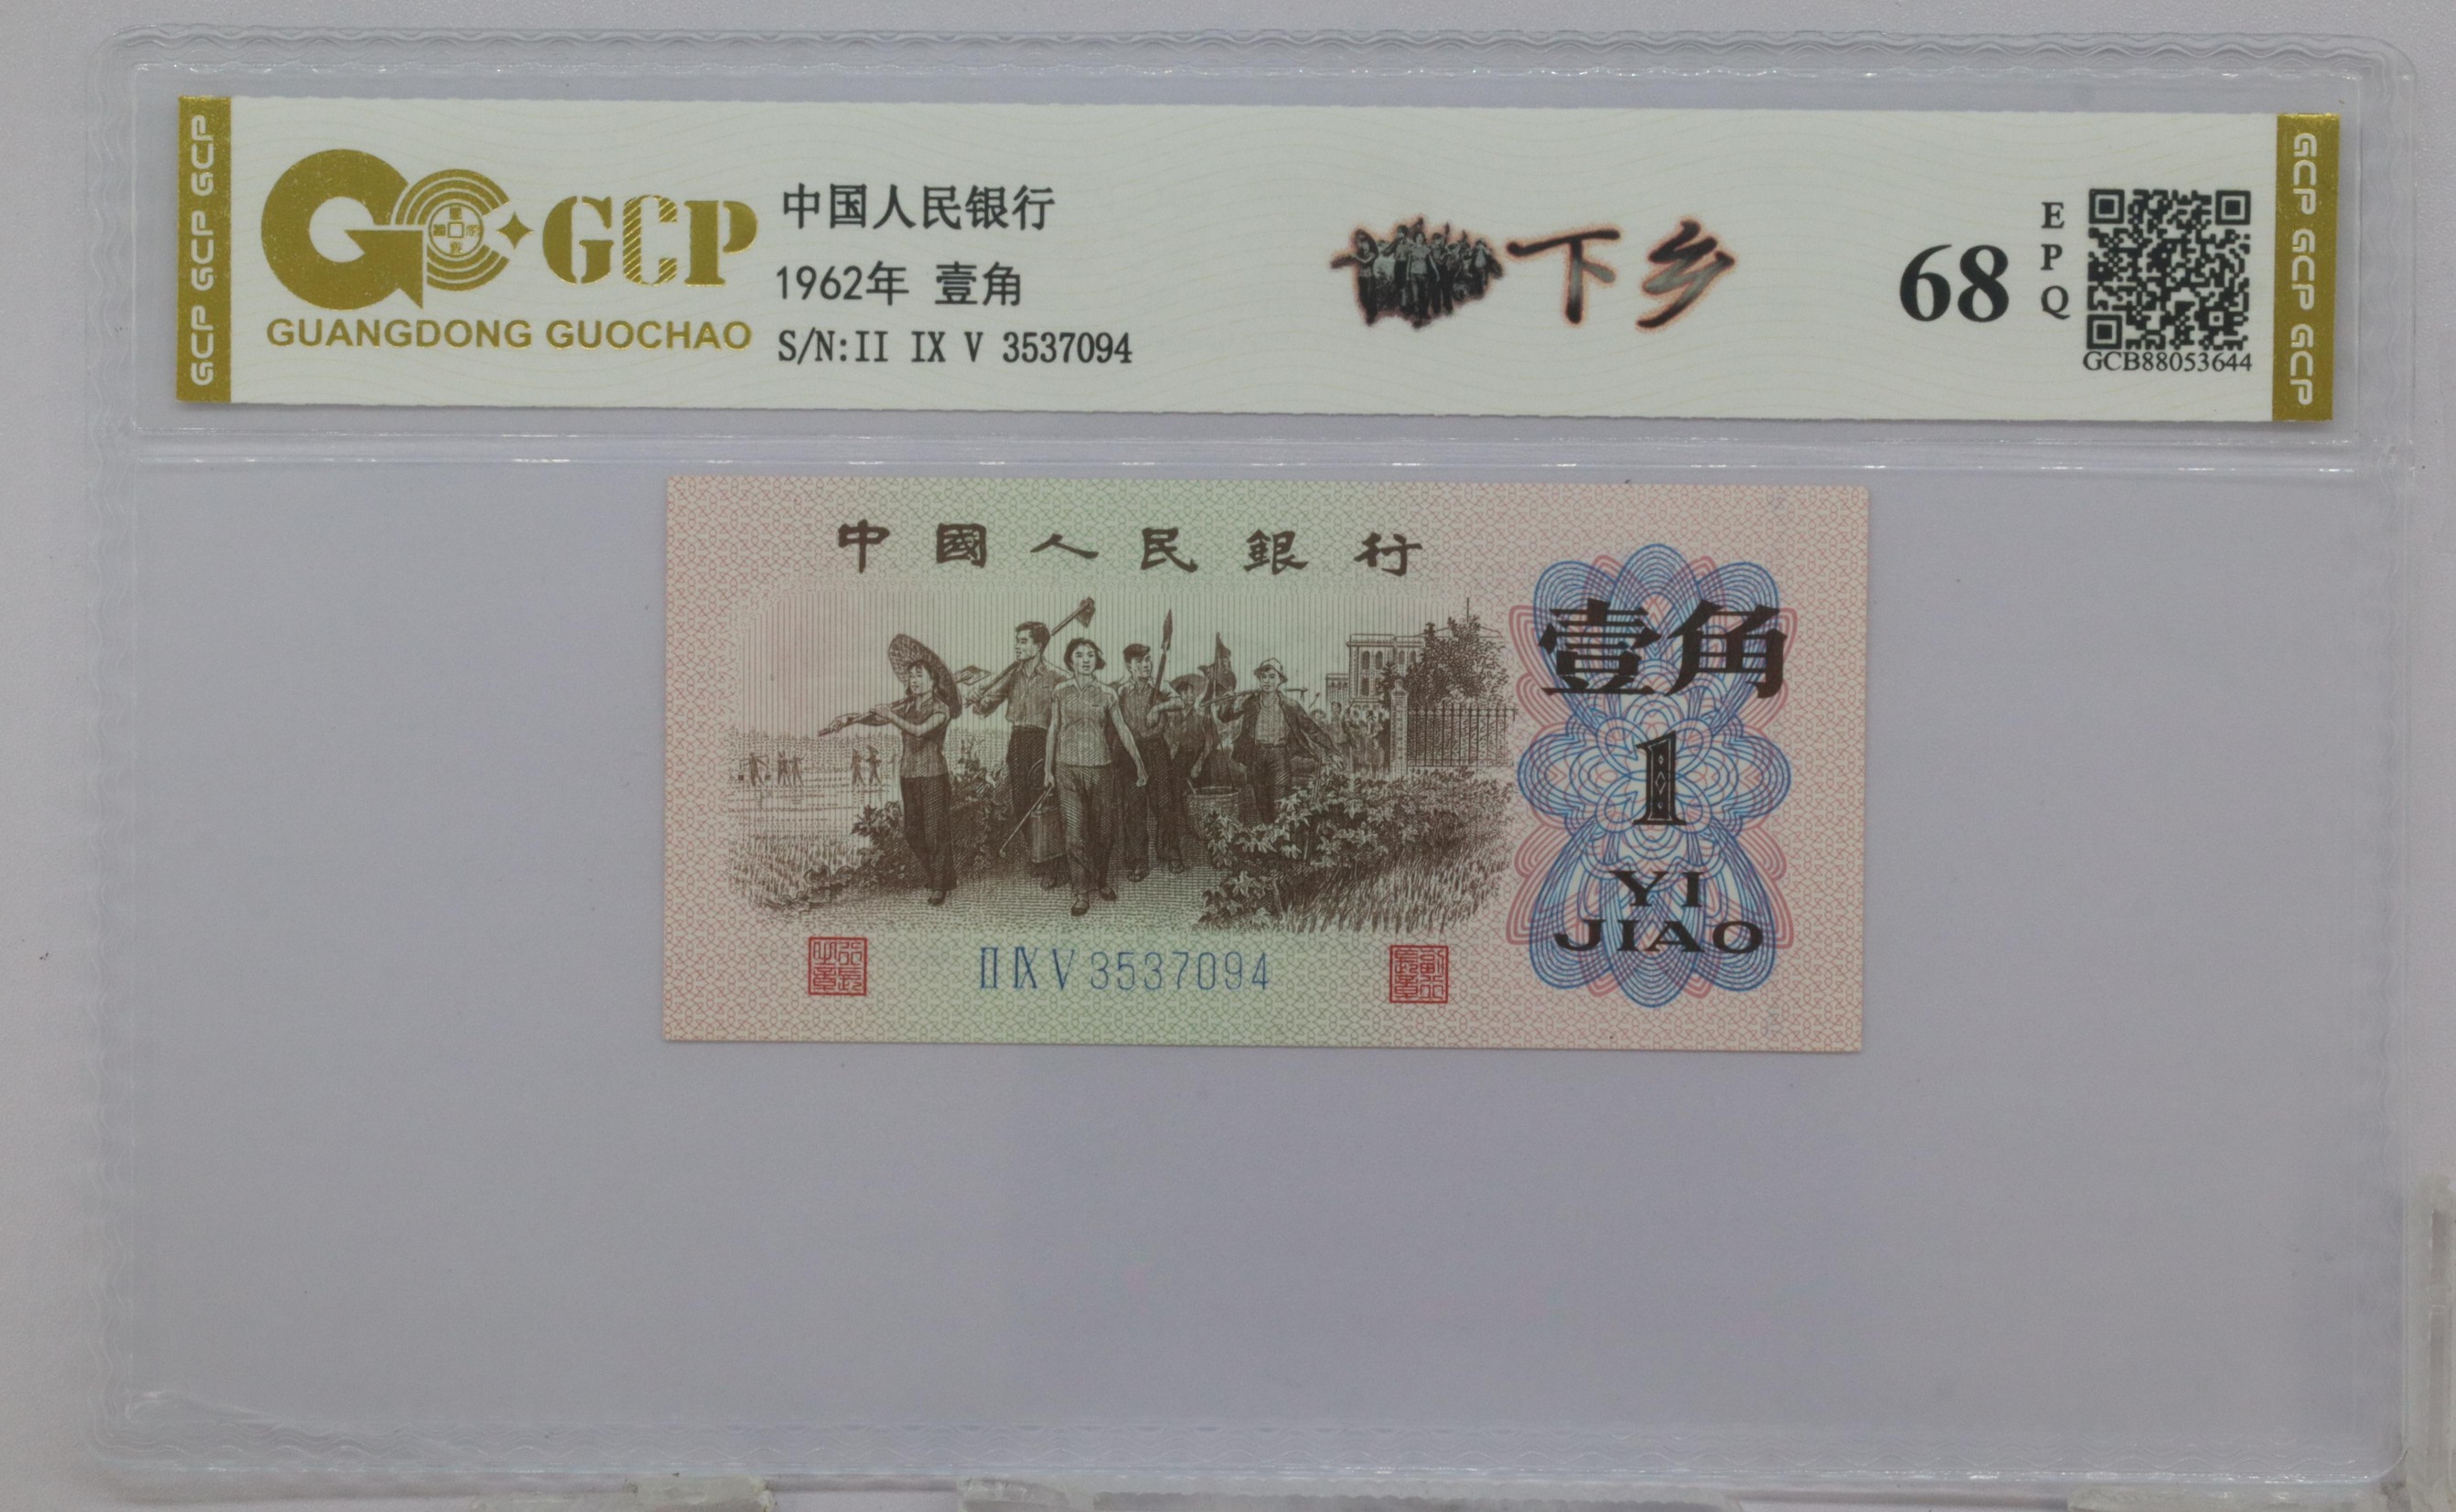 GCP GCP GCP
GCP
GUANGDONG GUOCHAO
中国人民银行
1962年 壹角
S/N:II IX V 3537094
下乡
68
E
P
Q
GCB88053644
GCP GCP GCP
中國人民銀行
壹角
1
YI
JIAO
II IX V 3537094